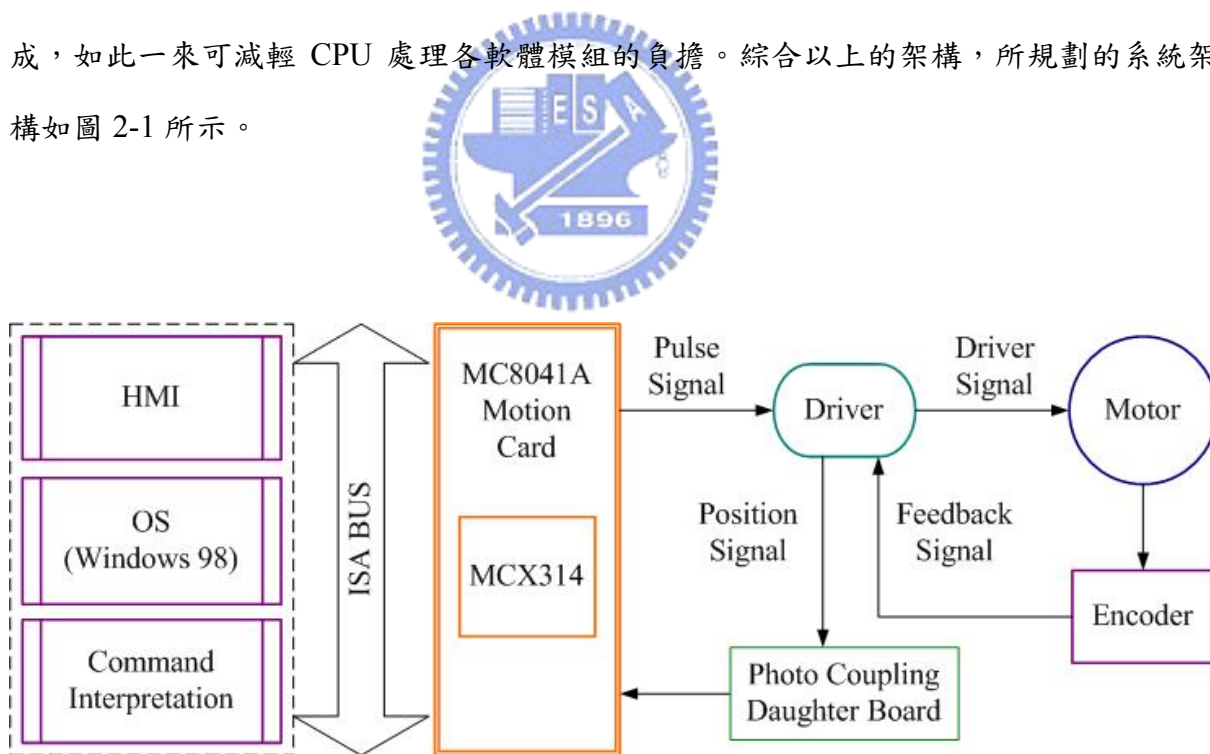 成，如此一來可減輕 CPU 處理各軟體模組的負擔。綜合以上的架構，所規劃的系統架
構如圖 2-1 所示。
E S A
1896
HMI
OS
(Windows 98)
Command
Interpretation
ISA BUS
MC8041A
Motion
Card
MCX314
Pulse
Signal
Driver
Driver
Signal
Motor
Position
Signal
Feedback
Signal
Encoder
Photo Coupling
Daughter Board